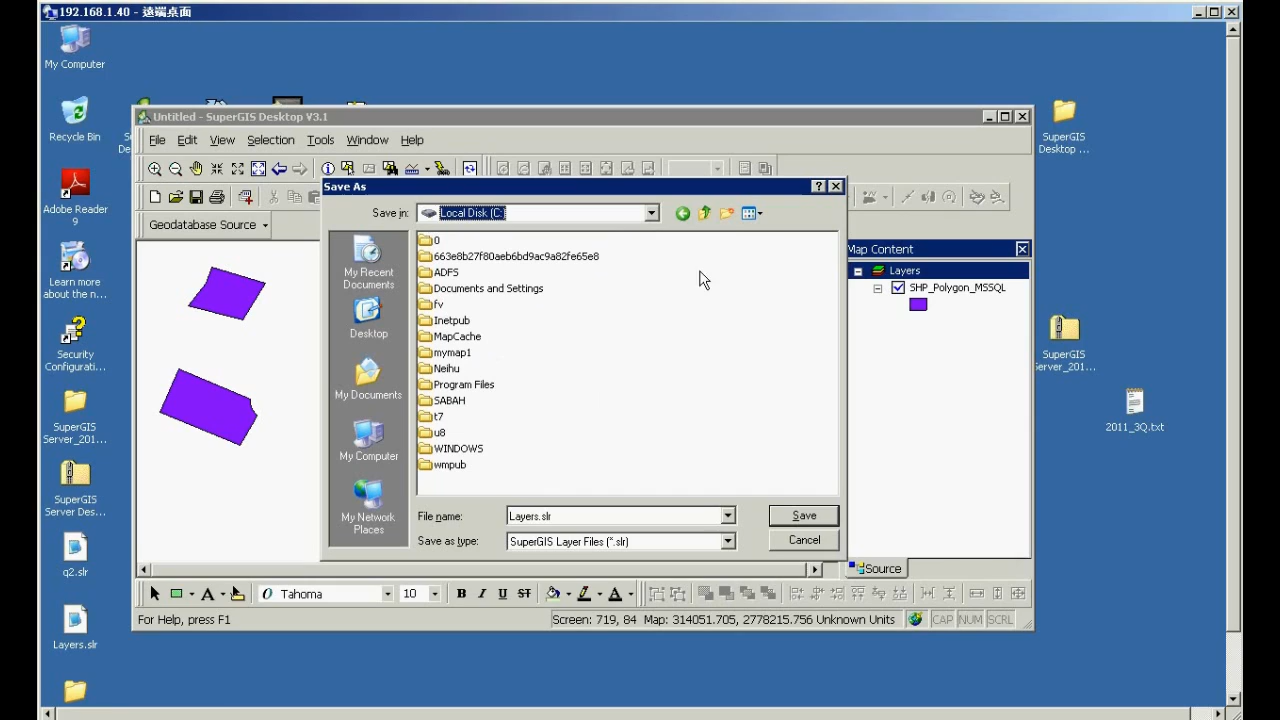 192.168.1.40 - 遠端桌面
My Computer
Recycle Bin
Adobe Reader
9
Learn more
about the n...
Security
Configurati...
SuperGIS
Server_201...
SuperGIS
Server Des...
q2.slr
Layers.slr
Untitled - SuperGIS Desktop V3.1
File Edit View Selection Tools Window Help
Geodatabase Source
Save As
Save in: Local Disk (C:)
My Recent
Documents
Desktop
My Documents
My Computer
My Network
Places
0
663e8b27f80aeb6bd9ac9a82fe65e8
ADFS
Documents and Settings
fv
Inetpub
MapCache
mymap1
Neihu
Program Files
SABAH
t7
u8
WINDOWS
wmpub
File name: Layers.slr Save
Save as type: SuperGIS Layer Files (*.slr) Cancel
Map Content
Layers
SHP_Polygon_MSSQL
Source
Tahoma 10 B I U ST A
For Help, press F1
Screen: 719, 84 Map: 314051.705, 2778215.756 Unknown Units CAP NUM SCRL
SuperGIS
Desktop ...
SuperGIS
Server_201...
2011_3Q.txt